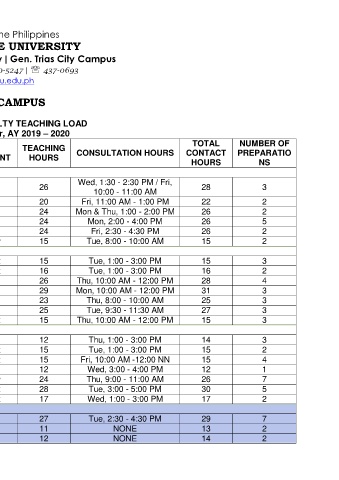 he Philippines
E UNIVERSITY
y | Gen. Trias City Campus
0-5247 | ☏ 437-0693
u.edu.ph
CAMPUS
LTY TEACHING LOAD
r, AY 2019 – 2020
NT TEACHING HOURS CONSULTATION HOURS TOTAL CONTACT HOURS NUMBER OF PREPARATIO NS
26 Wed, 1:30 - 2:30 PM / Fri, 10:00 - 11:00 AM 28 3
20 Fri, 11:00 AM - 1:00 PM 22 2
24 Mon & Thu, 1:00 - 2:00 PM 26 2
24 Mon, 2:00 - 4:00 PM 26 5
24 Fri, 2:30 - 4:30 PM 26 2
15 Tue, 8:00 - 10:00 AM 15 2
15 Tue, 1:00 - 3:00 PM 15 3
16 Tue, 1:00 - 3:00 PM 16 2
26 Thu, 10:00 AM - 12:00 PM 28 4
29 Mon, 10:00 AM - 12:00 PM 31 3
23 Thu, 8:00 - 10:00 AM 25 3
25 Tue, 9:30 - 11:30 AM 27 3
15 Thu, 10:00 AM - 12:00 PM 15 3
12 Thu, 1:00 - 3:00 PM 14 3
15 Tue, 1:00 - 3:00 PM 15 2
15 Fri, 10:00 AM -12:00 NN 15 4
12 Wed, 3:00 - 4:00 PM 12 1
24 Thu, 9:00 - 11:00 AM 26 7
28 Tue, 3:00 - 5:00 PM 30 5
17 Wed, 1:00 - 3:00 PM 17 2
27 Tue, 2:30 - 4:30 PM 29 7
11 NONE 13 2
12 NONE 14 2